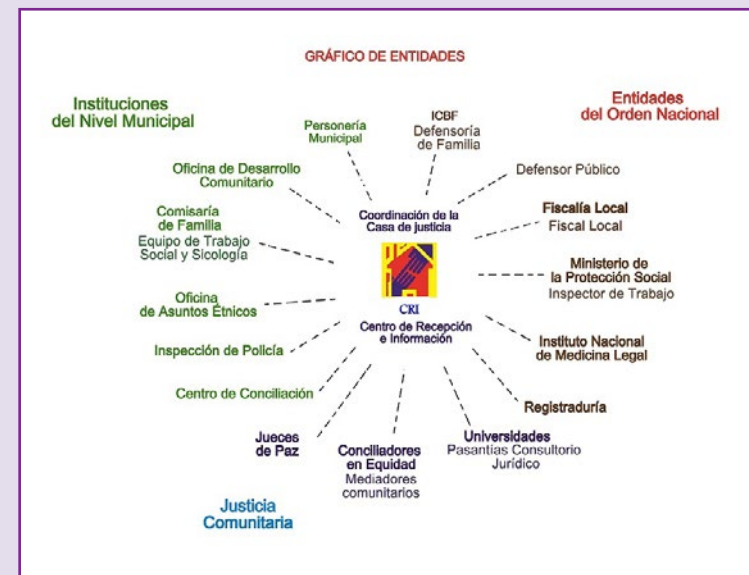 GRÁFICO DE ENTIDADES
Instituciones
del Nivel Municipal
Entidades
del Orden Nacional
Personería
Municipal
ICBF
Defensoría
de Familia
Oficina de Desarrollo
Comunitario
Defensor Público
Comisaría
de Familia
Equipo de Trabajo
Social y Sicología
Coordinación de la
Casa de justicia
Fiscalía Local
Fiscal Local
Ministerio de
la Protección Social
Inspector de Trabajo
Oficina
de Asuntos Étnicos
CRI
Centro de Recepción
e Información
Inspección de Policía
Instituto Nacional
de Medicina Legal
Centro de Conciliación
Registraduría
Jueces
de Paz
Conciliadores
en Equidad
Mediadores
comunitarios
Universidades
Pasantías Consultorio
Jurídico
Justicia
Comunitaria